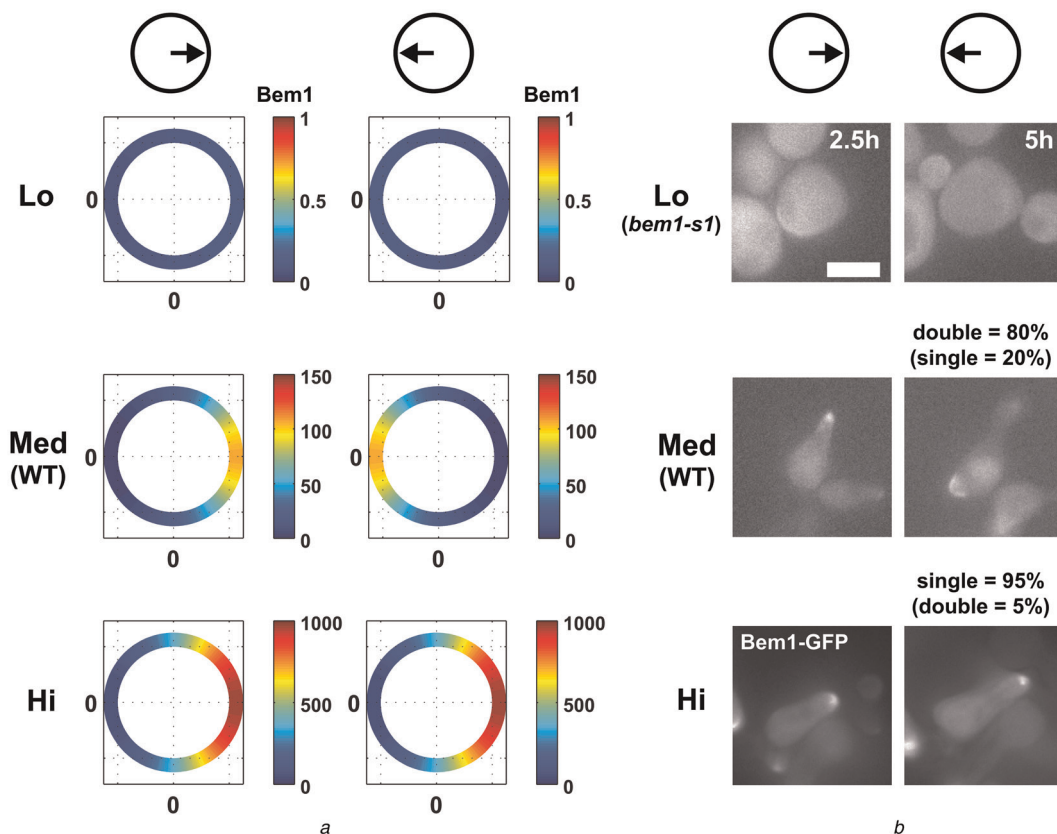 Bem1
Bem1
Lo
0
1
0.5
0
0
0
1
0.5
0
0
Lo
(bem1-s1)
2.5h
5h
Med
(WT)
0
150
100
50
0
0
0
150
100
50
0
0
Med
(WT)
double = 80%
(single = 20%)
Hi
0
1000
500
0
0
0
1000
500
0
0
Hi
single = 95%
(double = 5%)
Bem1-GFP
a
b